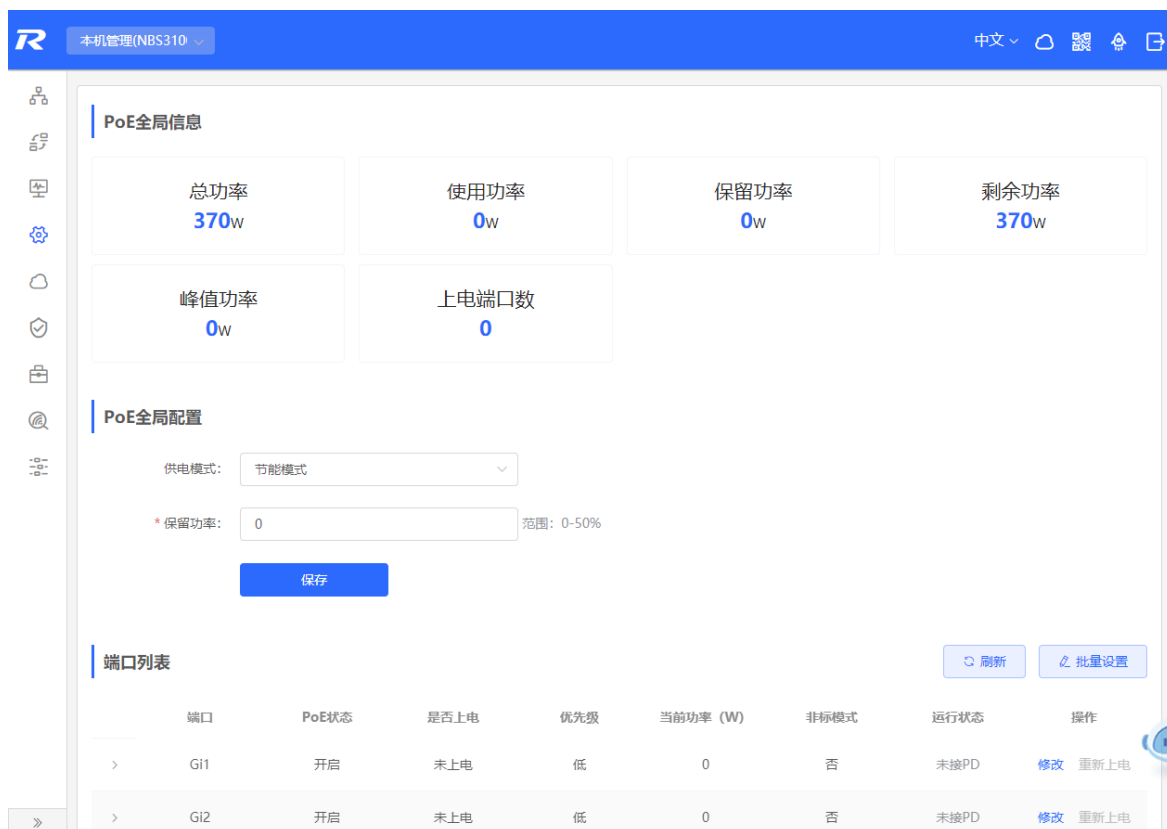 本机管理(NBS310
中文
PoE全局信息
总功率 使用功率 保留功率 剩余功率
370W 0W 0W 370W
峰值功率 上电端口数
0W 0
PoE全局配置
供电模式： 节能模式
* 保留功率： 0 范围：0-50%
保存
端口列表 刷新 批量设置
端口 PoE状态 是否上电 优先级 当前功率（W） 非标模式 运行状态 操作
Gi1 开启 未上电 低 0 否 未接PD 修改 重新上电
Gi2 开启 未上电 低 0 否 未接PD 修改 重新上电